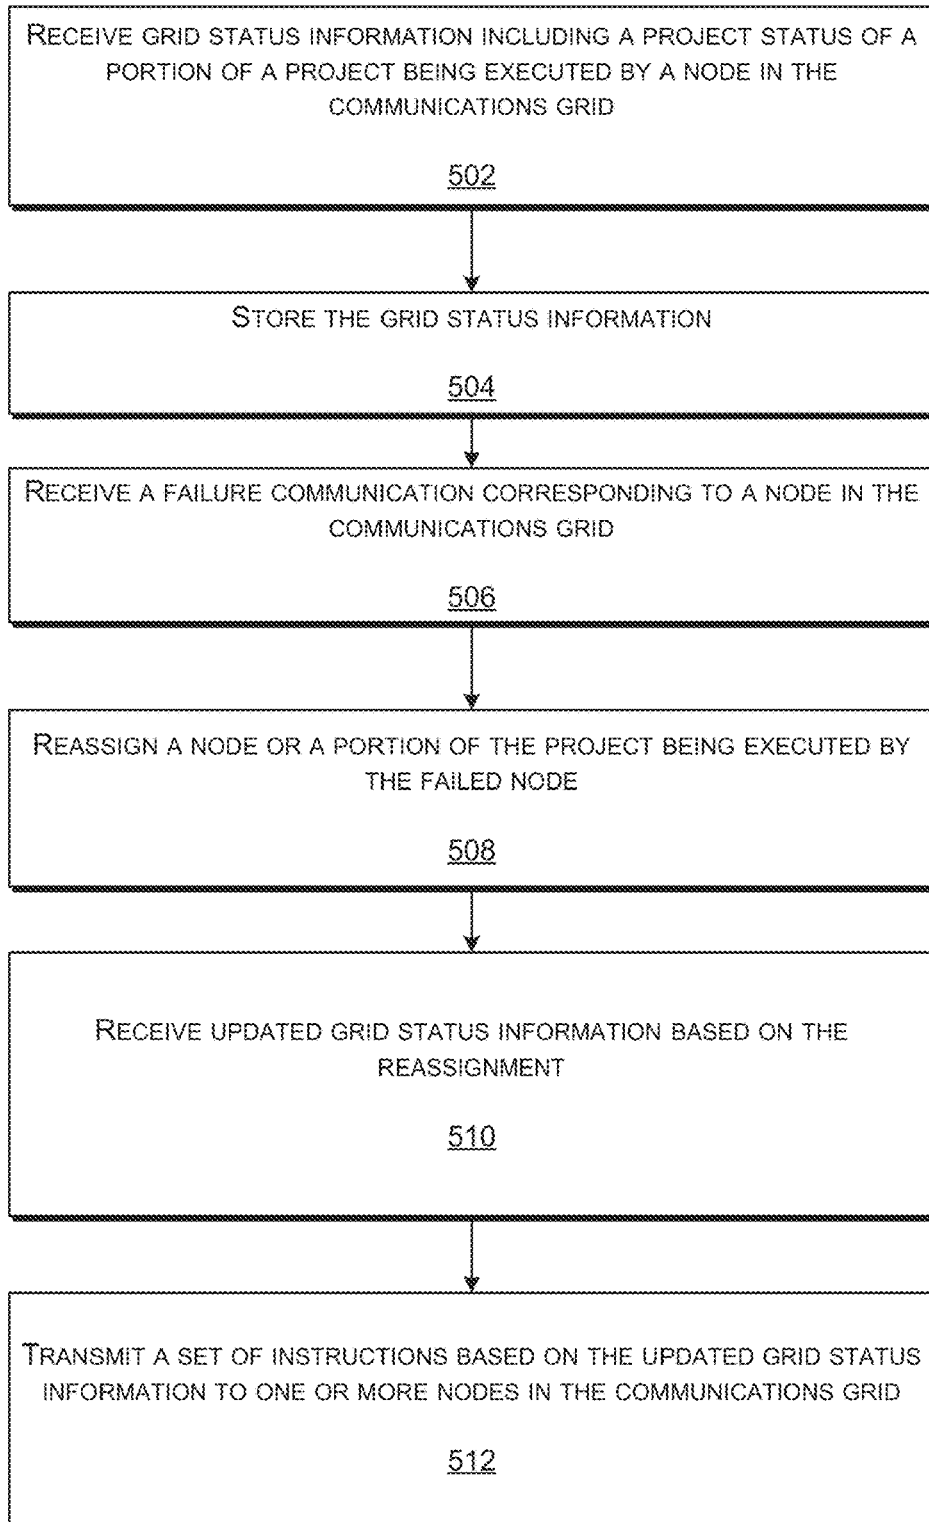 RECEIVE GRID STATUS INFORMATION INCLUDING A PROJECT STATUS OF A
PORTION OF A PROJECT BEING EXECUTED BY A NODE IN THE
COMMUNICATIONS GRID
502
STORE THE GRID STATUS INFORMATION
504
RECEIVE A FAILURE COMMUNICATION CORRESPONDING TO A NODE IN THE
COMMUNICATIONS GRID
506
REASSIGN A NODE OR A PORTION OF THE PROJECT BEING EXECUTED BY
THE FAILED NODE
508
RECEIVE UPDATED GRID STATUS INFORMATION BASED ON THE
REASSIGNMENT
510
TRANSMIT A SET OF INSTRUCTIONS BASED ON THE UPDATED GRID STATUS
INFORMATION TO ONE OR MORE NODES IN THE COMMUNICATIONS GRID
512